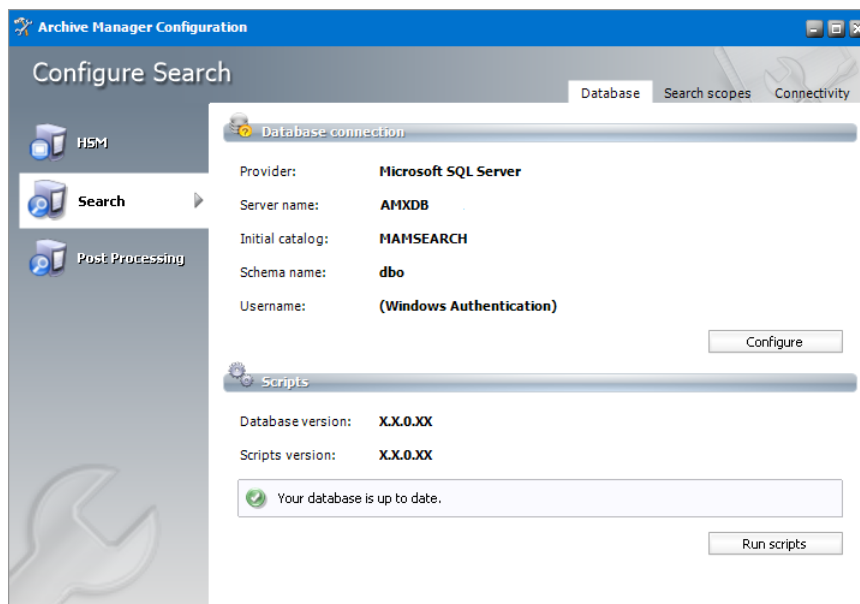 Archive Manager Configuration
Configure Search
Database Search scopes Connectivity
HSM
Search
Post Processing
Database connection
Provider: Microsoft SQL Server
Server name: AMXDB
Initial catalog: MAMSEARCH
Schema name: dbo
Username: (Windows Authentication)
Configure
Scripts
Database version: X.X.0.XX
Scripts version: X.X.0.XX
Your database is up to date.
Run scripts